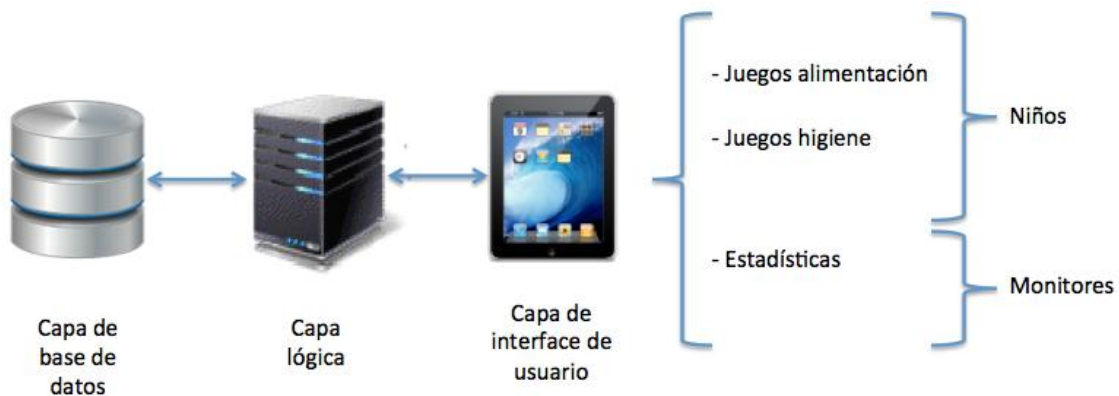 - Juegos alimentación
- Juegos higiene
Niños
- Estadísticas
Monitores
Capa de
base de
datos
Capa
lógica
Capa de
interface de
usuario